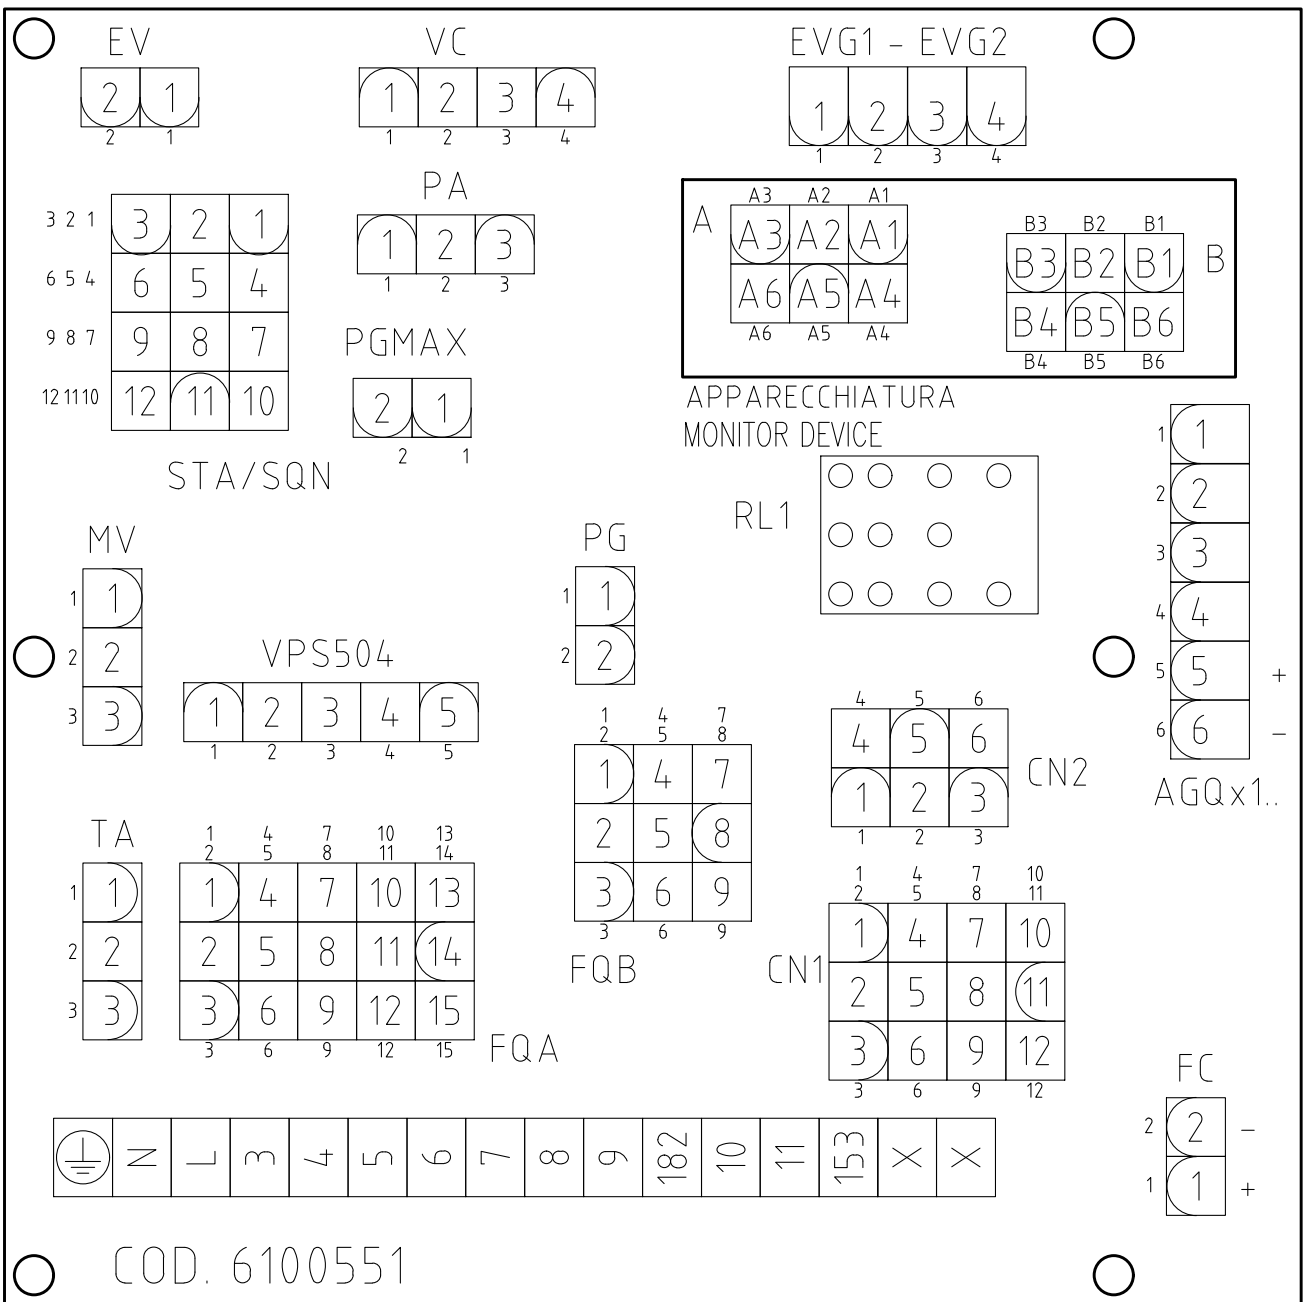 EV VC EVG1 - EVG2
2 1 1 2 3 4 1 2 3 4
2 1 1 2 3 4 1 2 3 4
PA
1 2 3
1 2 3
3 2 1 3 2 1
6 5 4 6 5 4
9 8 7 9 8 7
12 11 10 12 11 10
STA/SQN
PGMAX
2 1
2 1
A
A3 A2 A1
A3 A2 A1
A6 A5 A4
A6 A5 A4
B3 B2 B1
B3 B2 B1
B4 B5 B6
B4 B5 B6
B
APPARECCHIATURA
MONITOR DEVICE
RL1
1 1
2 2
3 3
4 4
5 5 +
6 6 -
AGQx1..
MV
1 1
2 2
3 3
VPS504
1 2 3 4 5
1 2 3 4 5
PG
1 1
2 2
1 4 7
2 5 8
1 4 7
2 5 8
3 6 9
3 6 9
FQB
4 5 6
4 5 6
1 2 3
1 2 3
CN2
TA
1 1
2 2
3 3
1 4 7 10 13
2 5 8 11 14
1 4 7 10 13
2 5 8 11 14
3 6 9 12 15
3 6 9 12 15
FQA
1 4 7 10
2 5 8 11
1 4 7 10
2 5 8 11
3 6 9 12
3 6 9 12
CN1
FC
2 2 -
1 1 +
N L 3 4 5 6 7 8 9 182 10 11 153 X X
COD. 6100551